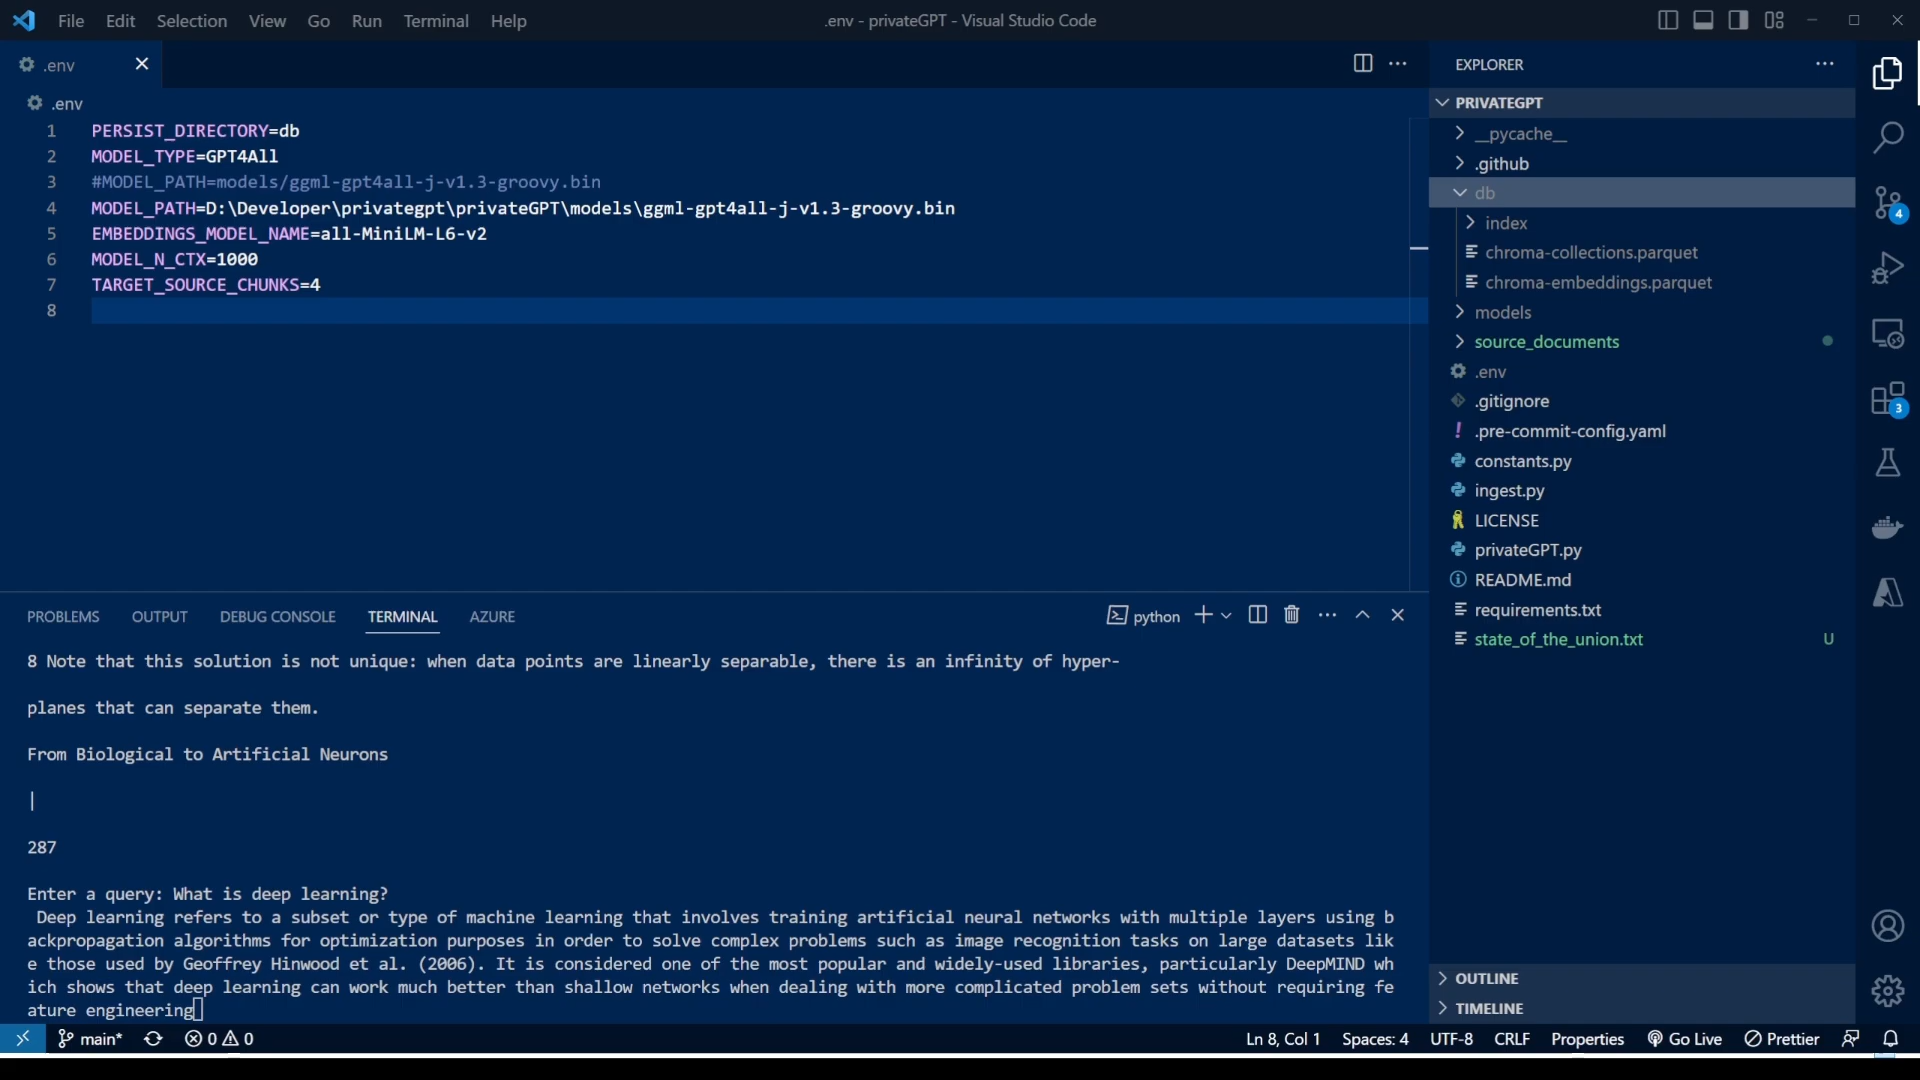 File Edit Selection View Go Run Terminal Help
.env - privateGPT - Visual Studio Code
.env
.env
1 PERSIST_DIRECTORY=db
2 MODEL_TYPE=GPT4All
3 #MODEL_PATH=models/ggml-gpt4all-j-v1.3-groovy.bin
4 MODEL_PATH=D:\Developer\privategpt\privateGPT\models\ggml-gpt4all-j-v1.3-groovy.bin
5 EMBEDDINGS_MODEL_NAME=all-MiniLM-L6-v2
6 MODEL_N_CTX=1000
7 TARGET_SOURCE_CHUNKS=4
8
PROBLEMS OUTPUT DEBUG CONSOLE TERMINAL AZURE
python
8 Note that this solution is not unique: when data points are linearly separable, there is an infinity of hyper-
planes that can separate them.
From Biological to Artificial Neurons
|
287
Enter a query: What is deep learning?
Deep learning refers to a subset or type of machine learning that involves training artificial neural networks with multiple layers using b
ackpropagation algorithms for optimization purposes in order to solve complex problems such as image recognition tasks on large datasets lik
e those used by Geoffrey Hinwood et al. (2006). It is considered one of the most popular and widely-used libraries, particularly DeepMIND wh
ich shows that deep learning can work much better than shallow networks when dealing with more complicated problem sets without requiring fe
ature engineering
EXPLORER
PRIVATEGPT
__pycache__
.github
db
index
chroma-collections.parquet
chroma-embeddings.parquet
models
source_documents
.env
.gitignore
! .pre-commit-config.yaml
constants.py
ingest.py
LICENSE
privateGPT.py
README.md
requirements.txt
state_of_the_union.txt U
OUTLINE
TIMELINE
4
3
main* 0 0
Ln 8, Col 1 Spaces: 4 UTF-8 CRLF Properties Go Live Prettier